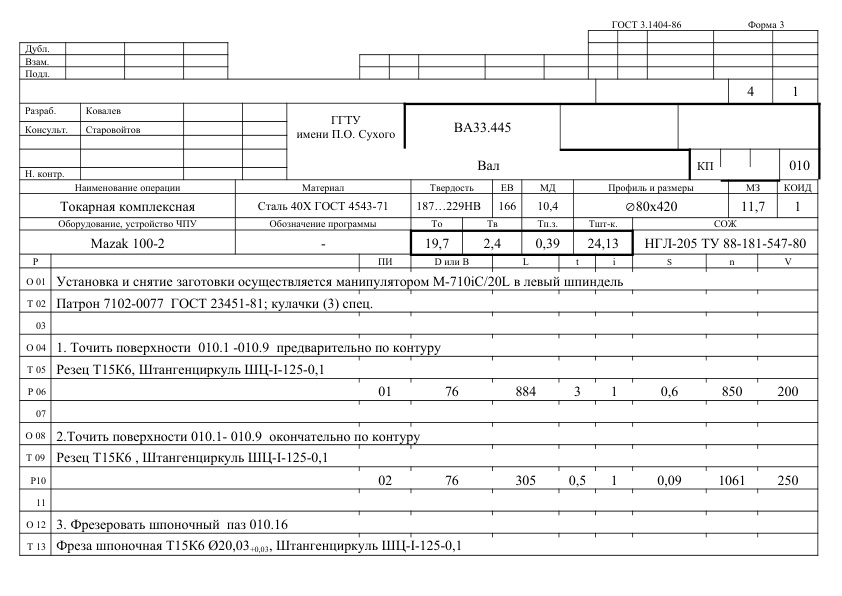 ГОСТ 3.1404-86 Форма 3
Дубл.
Взам.
Подл.
4 1
Разраб. Ковалев
Консульт. Старовойтов
Н. контр.
ГГТУ
имени П.О. Сухого
ВА33.445
Вал
КП 010
Наименование операции Материал Твердость ЕВ МД Профиль и размеры МЗ КОИД
Токарная комплексная Сталь 40Х ГОСТ 4543-71 187…229НВ 166 10,4 ∅80х420 11,7 1
Оборудование, устройство ЧПУ Обозначение программы То Тв Тп.з. Тшт-к. СОЖ
Mazak 100-2 - 19,7 2,4 0,39 24,13 НГЛ-205 ТУ 88-181-547-80
Р ПИ D или В L t i S n V
О 01 Установка и снятие заготовки осуществляется манипулятором M-710iC/20L в левый шпиндель
Т 02 Патрон 7102-0077 ГОСТ 23451-81; кулачки (3) спец.
03
О 04 1. Точить поверхности 010.1 -010.9 предварительно по контуру
Т 05 Резец Т15К6, Штангенциркуль ШЦ-I-125-0,1
Р 06 01 76 884 3 1 0,6 850 200
07
О 08 2.Точить поверхности 010.1- 010.9 окончательно по контуру
Т 09 Резец Т15К6 , Штангенциркуль ШЦ-I-125-0,1
Р10 02 76 305 0,5 1 0,09 1061 250
11
О 12 3. Фрезеровать шпоночный паз 010.16
Т 13 Фреза шпоночная Т15К6 Ø20,03+0,03, Штангенциркуль ШЦ-I-125-0,1